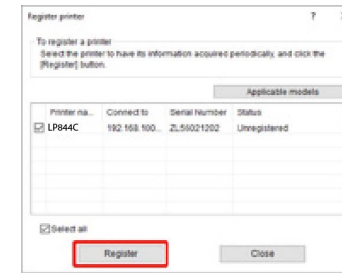 Register printer ?
To register a printer
Select the printer to have its information acquired periodically, and click the
[Register] button.
Applicable models
Printer na... Connect to Serial Number Status
LP844C 192.168.100... ZL56021202 Unregistered
Select all
Register Close